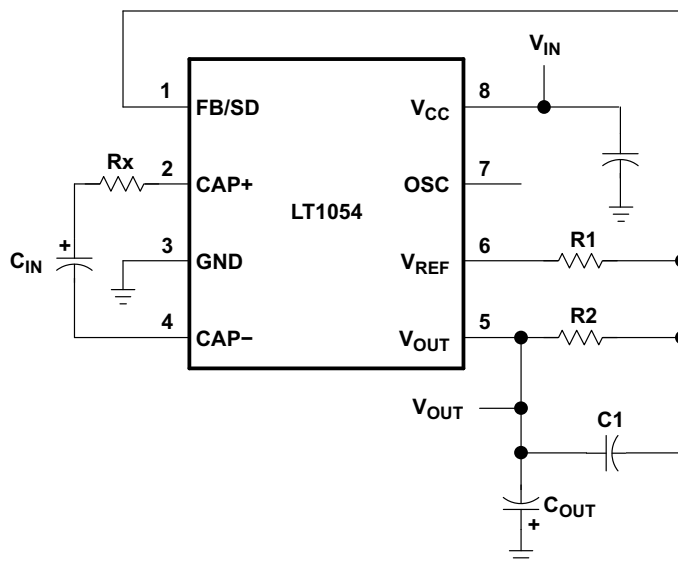 V_IN
1 FB/SD V_CC 8
Rx 2 CAP+ OSC 7
LT1054
+ C_IN 3 GND V_REF 6 R1
4 CAP− V_OUT 5 R2
V_OUT
C1
C_OUT
+